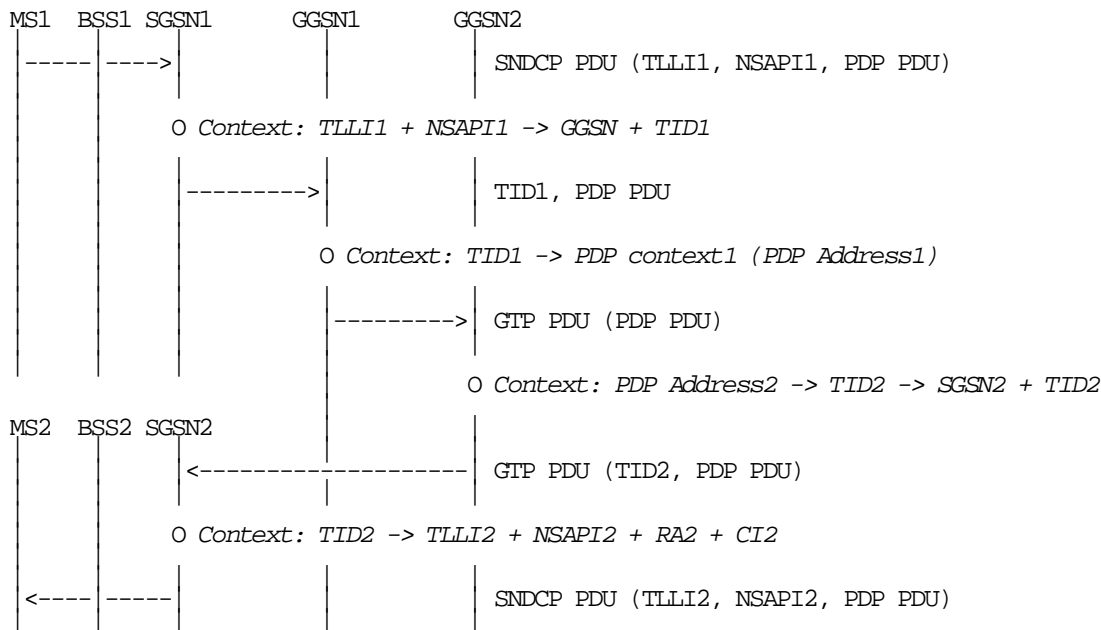 MS1 BSS1 SGSN1 GGSN1 GGSN2
SNDCP PDU (TLLI1, NSAPI1, PDP PDU)
O Context: TLLI1 + NSAPI1 -> GGSN + TID1
TID1, PDP PDU
O Context: TID1 -> PDP context1 (PDP Address1)
GTP PDU (PDP PDU)
O Context: PDP Address2 -> TID2 -> SGSN2 + TID2
MS2 BSS2 SGSN2
GTP PDU (TID2, PDP PDU)
O Context: TID2 -> TLLI2 + NSAPI2 + RA2 + CI2
SNDCP PDU (TLLI2, NSAPI2, PDP PDU)